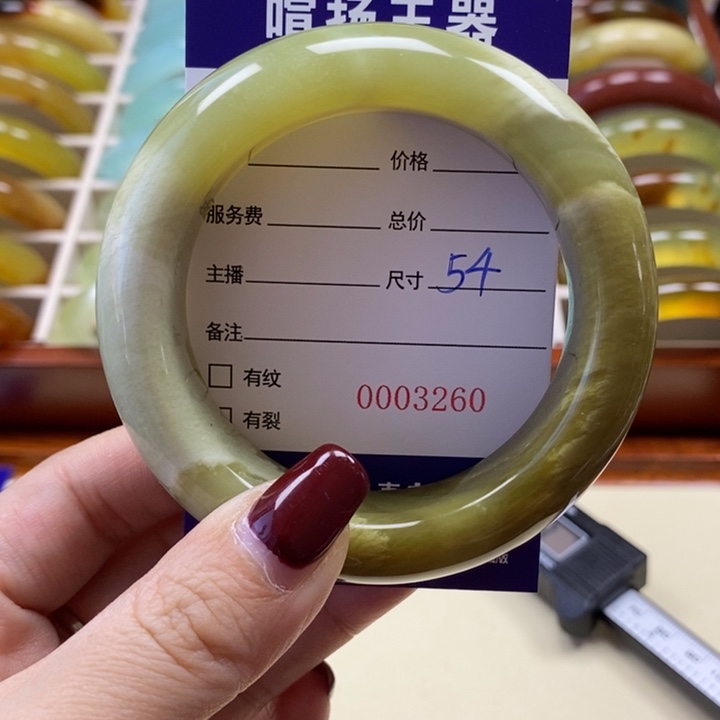 价格
服务费 总价
主播 尺寸 54
备注
有纹
0003260
有裂